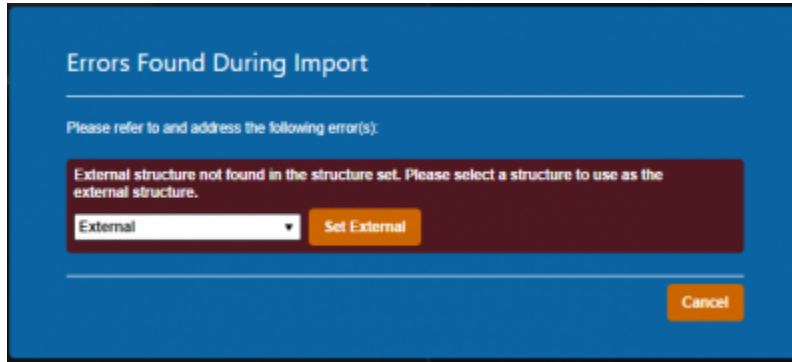 Errors Found During Import
Please refer to and address the following error(s):
External structure not found in the structure set. Please select a structure to use as the
external structure.
External
Set External
Cancel